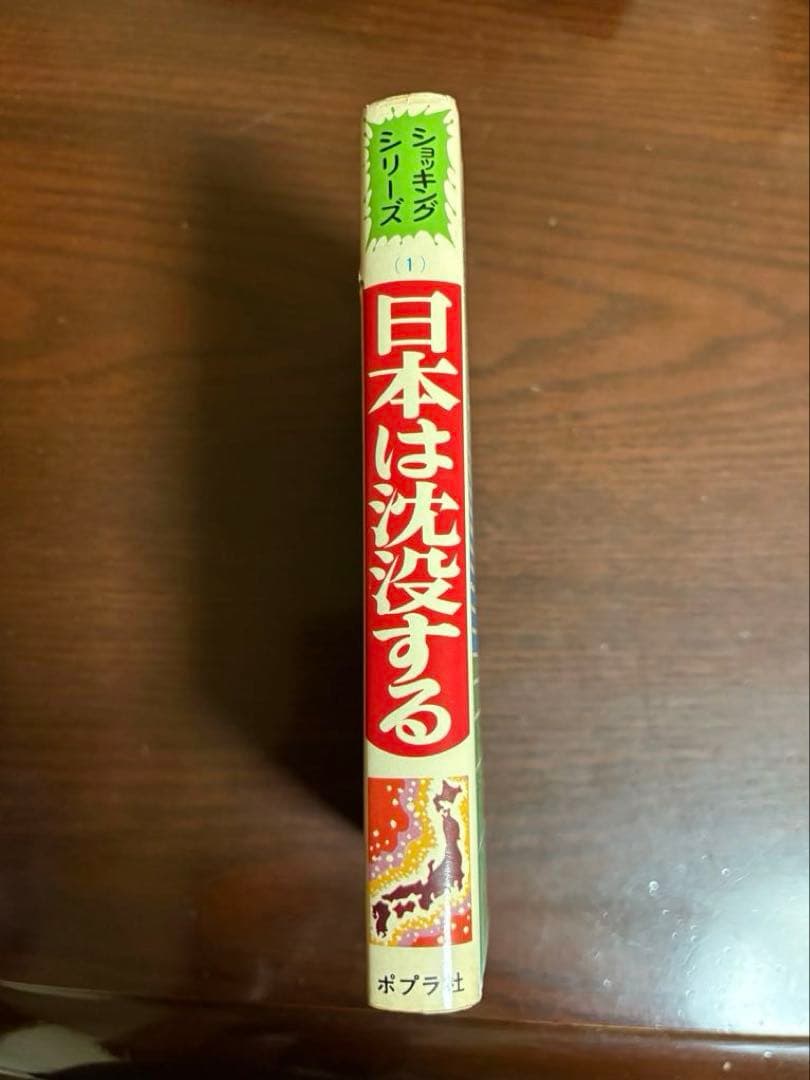 ショッキング
シリーズ
(1)
日本は沈没する
ポプラ社